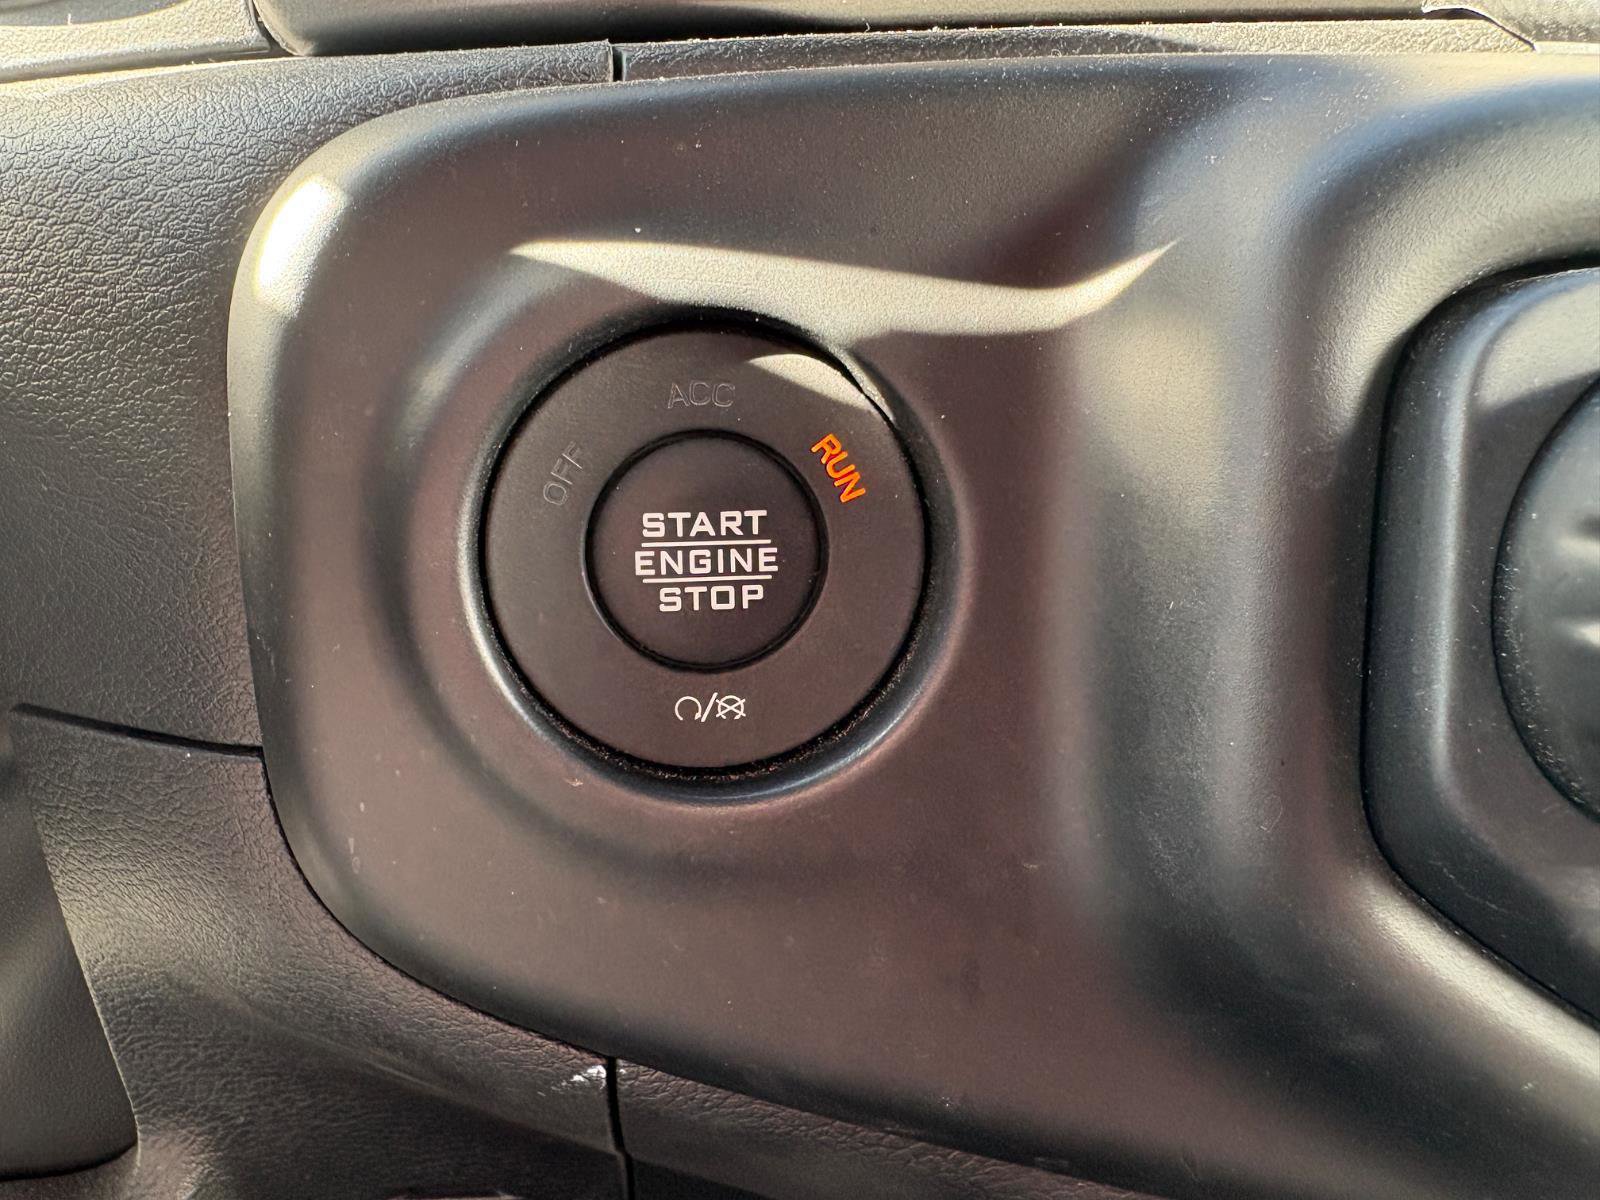 ACC
OFF
RUN
START
ENGINE
STOP